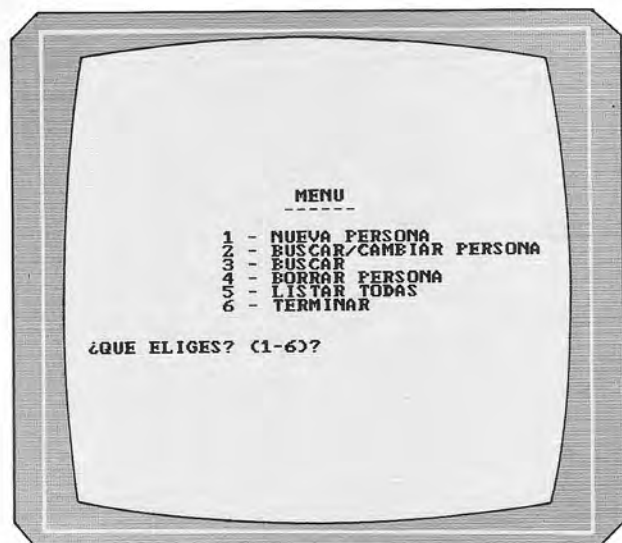 MENU
------
1 - NUEVA PERSONA
2 - BUSCAR/CAMBIAR PERSONA
3 - BUSCAR
4 - BORRAR PERSONA
5 - LISTAR TODAS
6 - TERMINAR
¿QUE ELIGES? (1-6)?